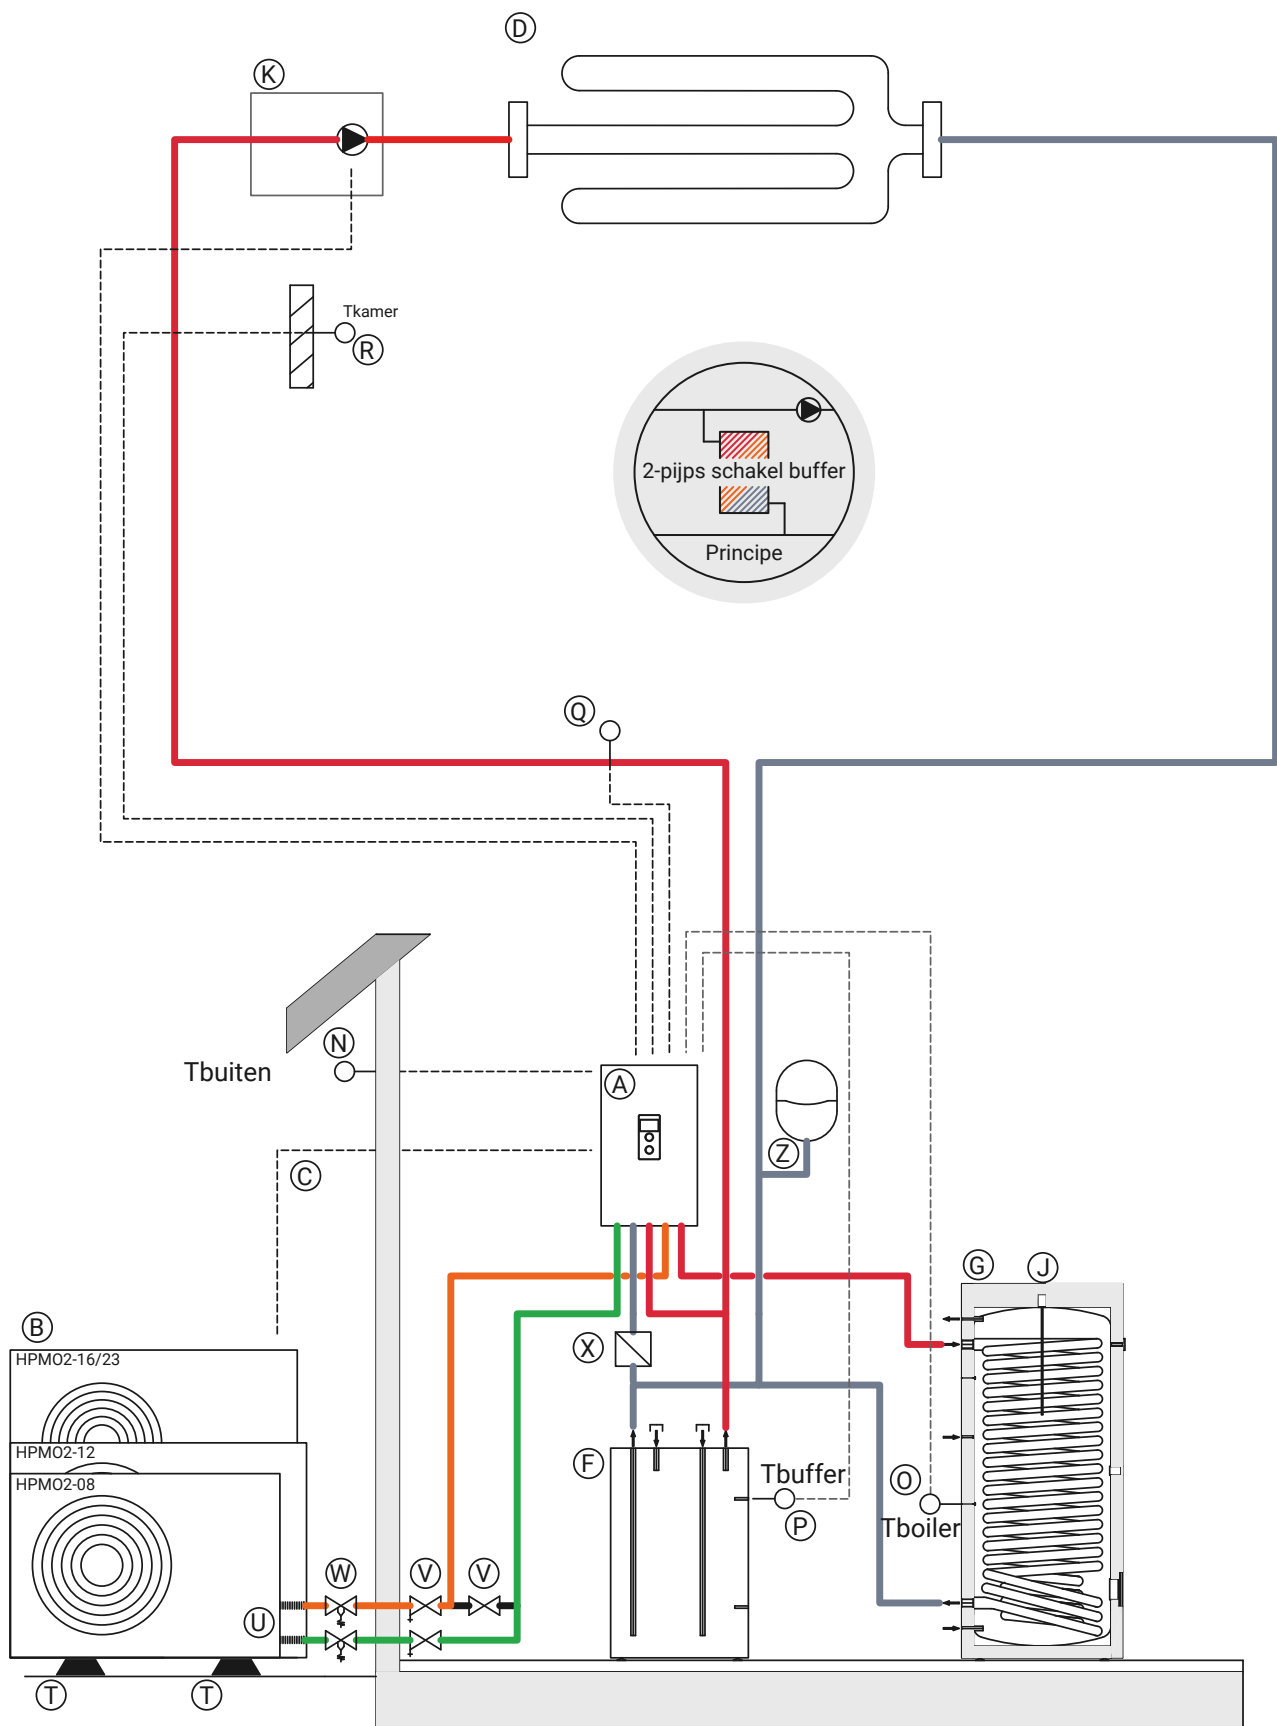 D
K
Tkamer
R
2-pijps schakel buffer
Principe
Q
N
Tbuiten
A
Z
C
G
J
B
X
HPMO2-16/23
HPMO2-12
F
Tbuffer
HPMO2-08
O
P
Tboiler
W
V
V
U
T
T